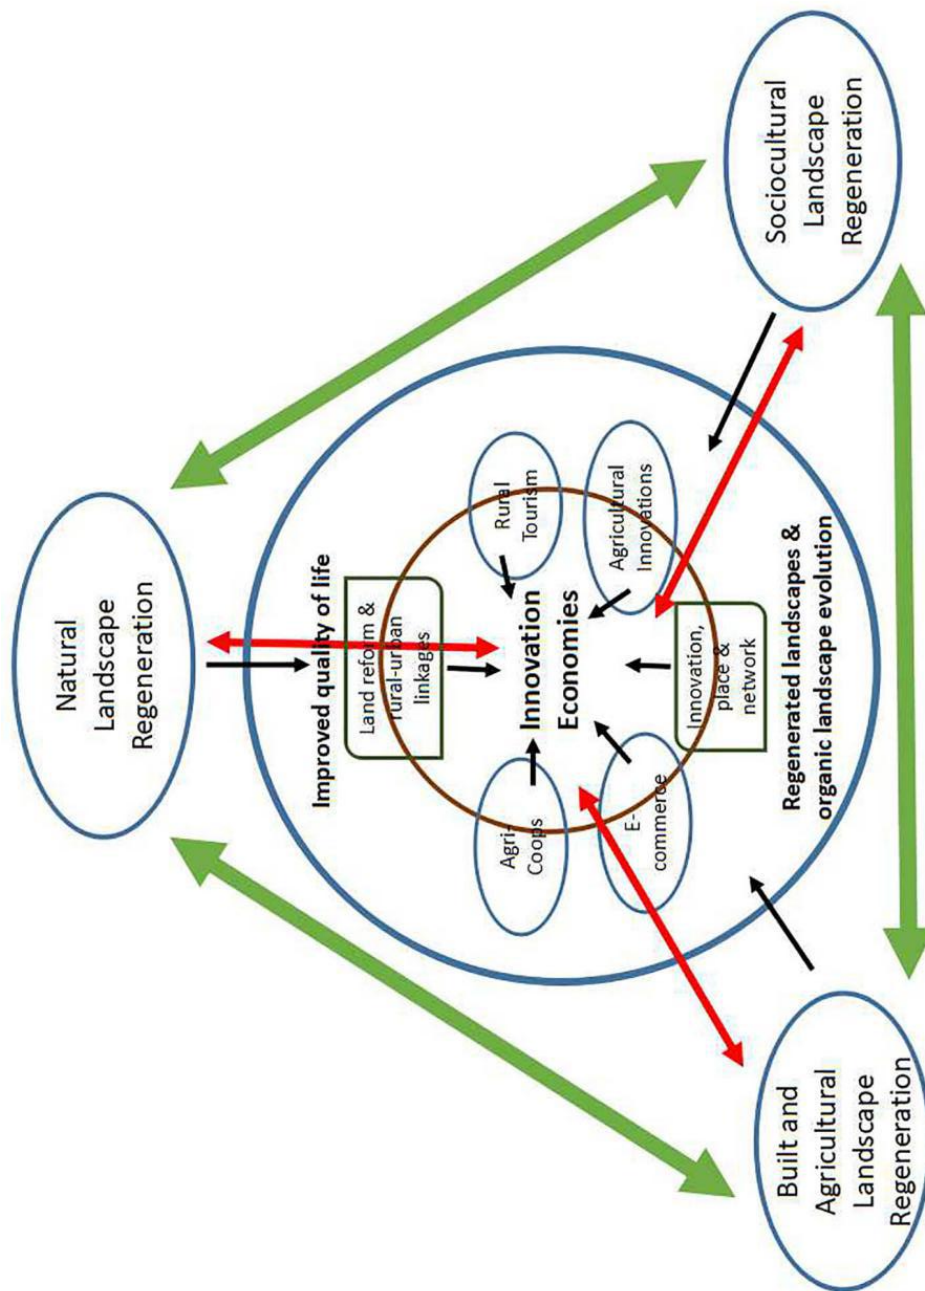 Natural
Landscape
Regeneration
Improved quality of life
Land reform &
rural-urban
linkages
Agri-
Coops
Rural
Tourism
Innovation
Economies
E-
commerce
Agricultural
Innovations
Innovation,
place &
network
Regenerated landscapes &
organic landscape evolution
Built and
Agricultural
Landscape
Regeneration
Sociocultural
Landscape
Regeneration